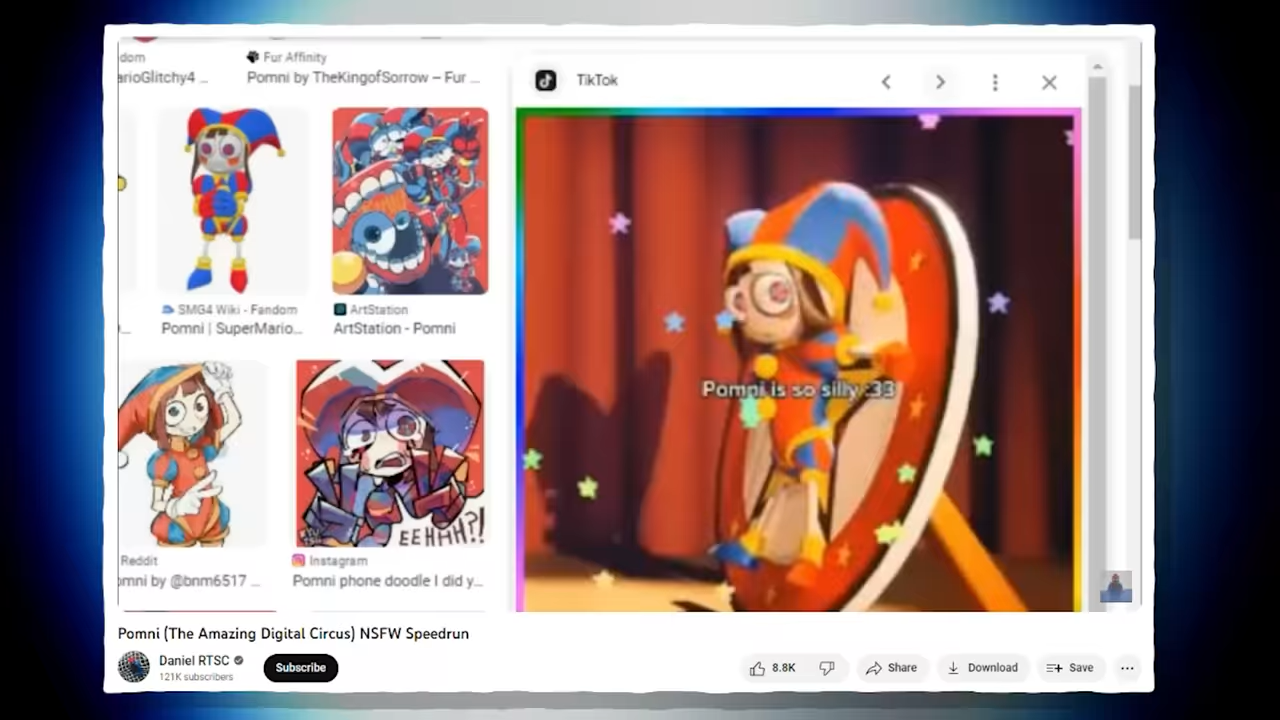 dom
Fur Affinity
arioGlitchy4 ...
Pomni by TheKingofSorrow – Fur ...
TikTok
SMG4 Wiki - Fandom
ArtStation
Pomni | SuperMario...
ArtStation - Pomni
Pomni is so silly :33
EEHHH?!
Reddit
Instagram
omni by @bnm6517 ...
Pomni phone doodle I did y...
Pomni (The Amazing Digital Circus) NSFW Speedrun
Daniel RTSC
121K subscribers
Subscribe
8.8K
Share
Download
Save